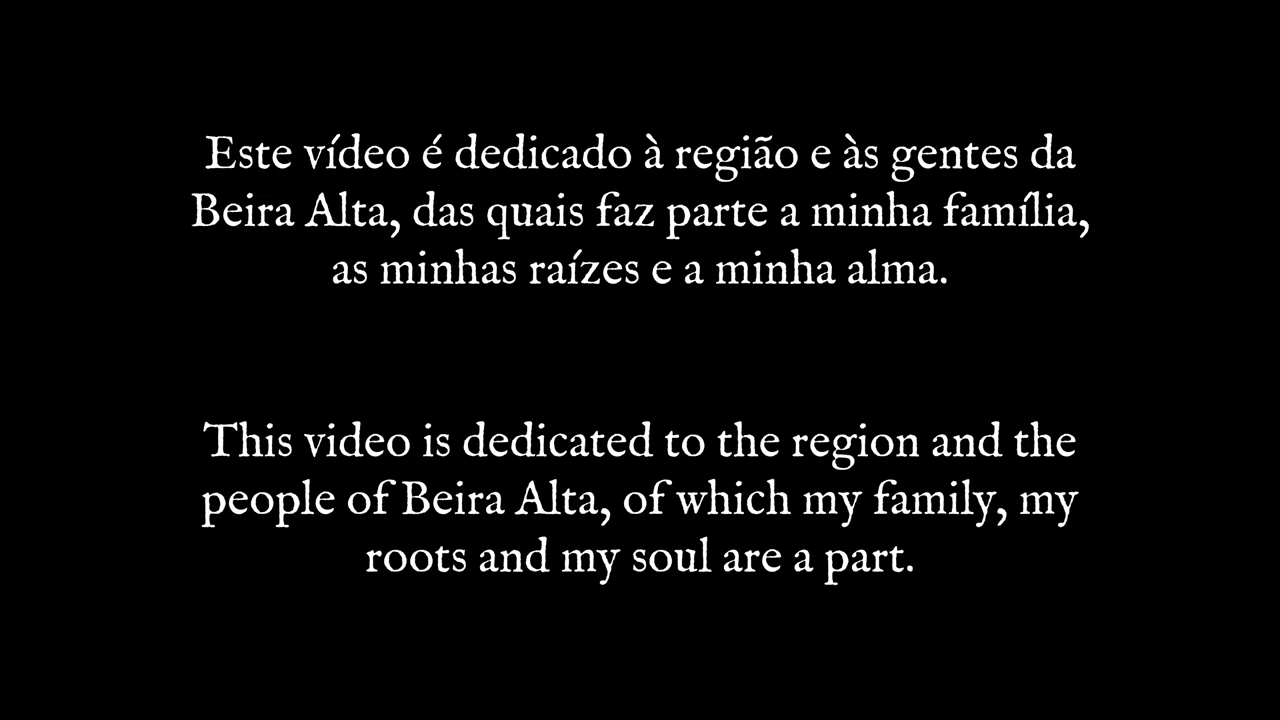 Este vídeo é dedicado à região e às gentes da
Beira Alta, das quais faz parte a minha família,
as minhas raízes e a minha alma.
This video is dedicated to the region and the
people of Beira Alta, of which my family, my
roots and my soul are a part.